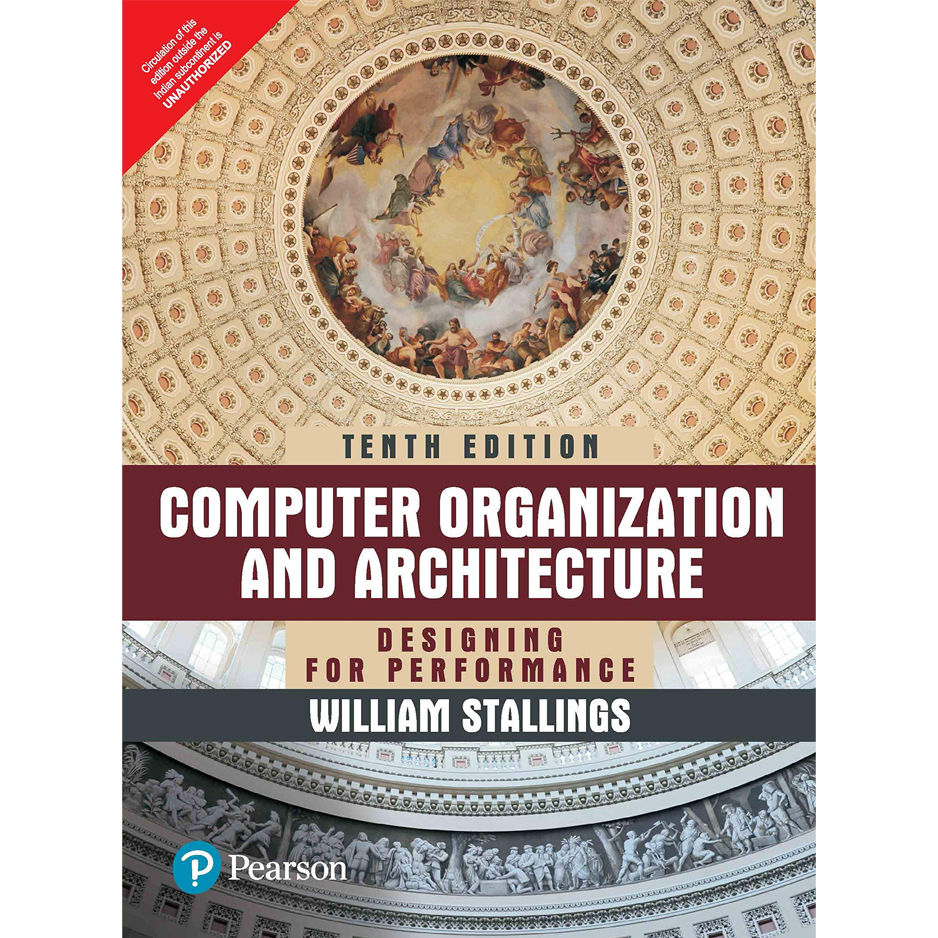 Circulation of this
edition outside the
Indian subcontinent is
UNAUTHORIZED
TENTH EDITION
COMPUTER ORGANIZATION
AND ARCHITECTURE
DESIGNING
FOR PERFORMANCE
WILLIAM STALLINGS
P Pearson